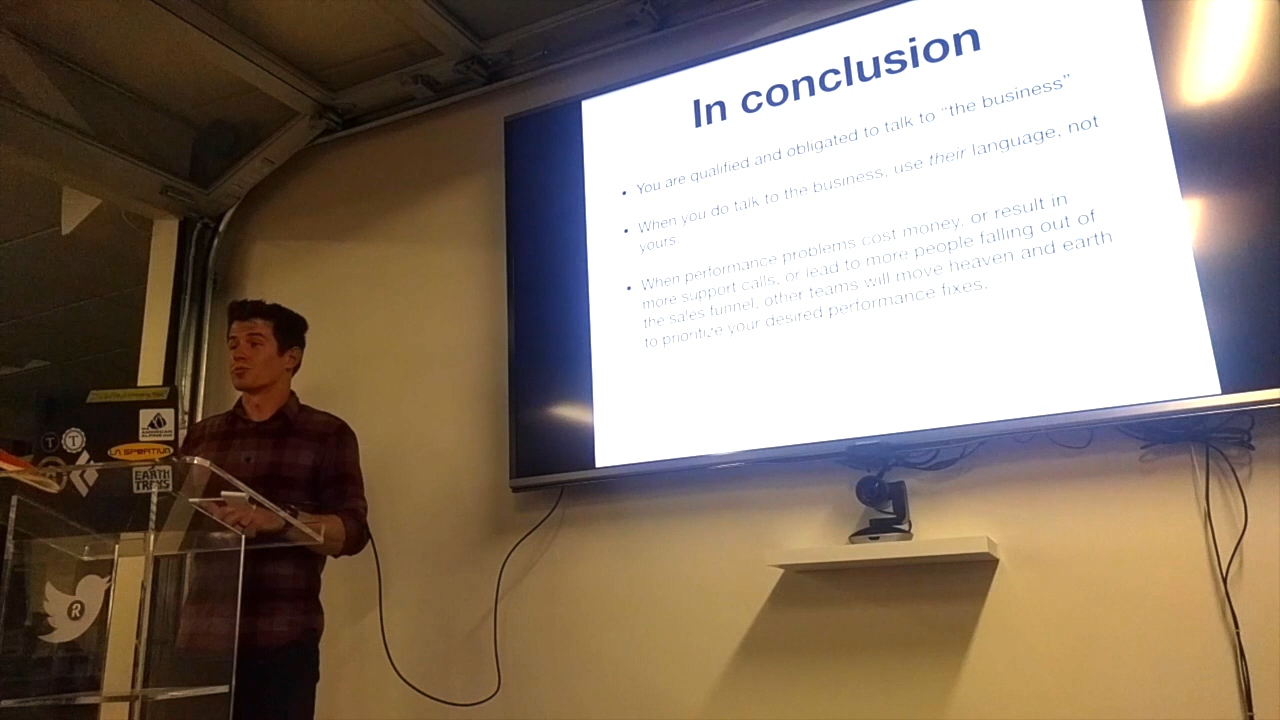 In conclusion
• You are qualified and obligated to talk to “the business”
• When you do talk to the business, use their language, not
yours.
• When performance problems cost money, or result in
more support calls, or lead to more people falling out of
the sales funnel, other teams will move heaven and earth
to prioritize your desired performance fixes.
AMERICAN
ALPINE
T
T
LA SPORTIVA
EARTH
TREKS
R